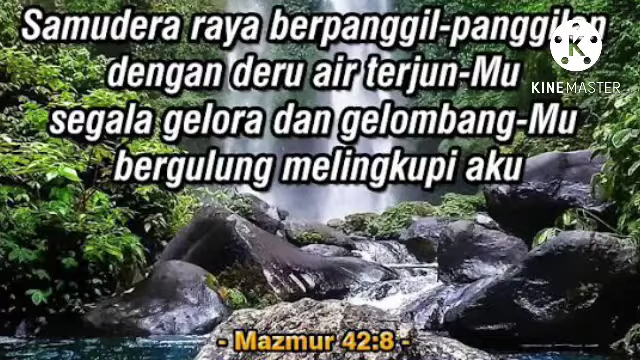 Samudera raya berpanggil-panggilan
dengan deru air terjun-Mu
segala gelora dan gelombang-Mu
bergulung melingkupi aku
- Mazmur 42:8 -
K
KINEMASTER